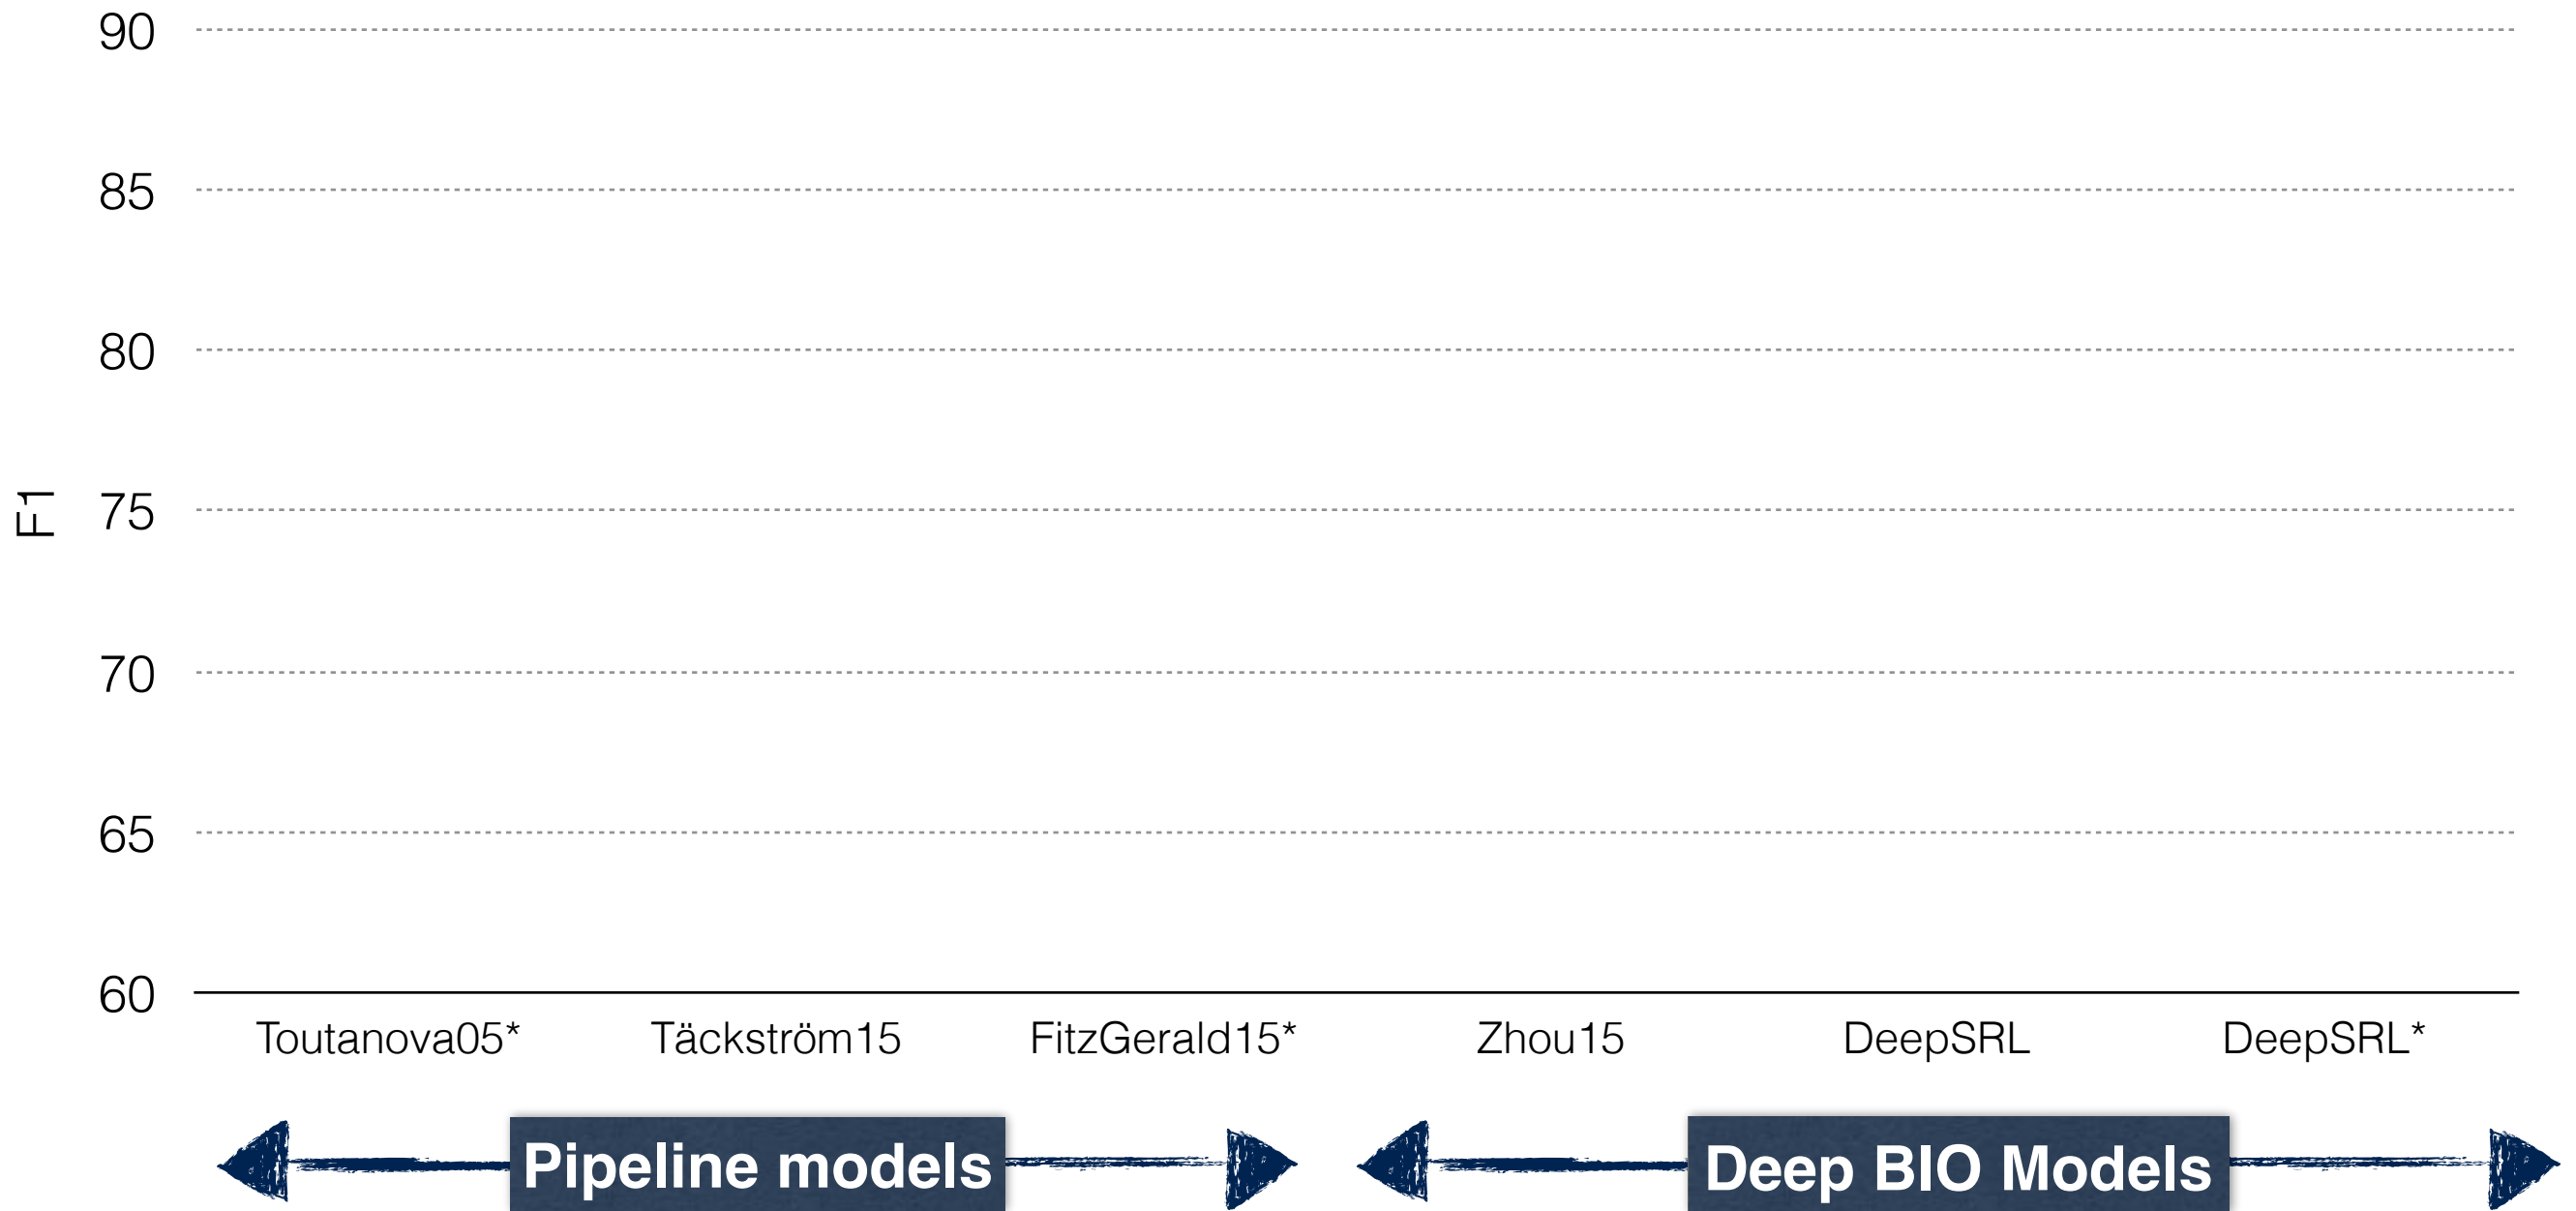 90
85
80
F1
75
70
65
60
Toutanova05* Täckström15 FitzGerald15* Zhou15 DeepSRL DeepSRL*
Pipeline models Deep BIO Models